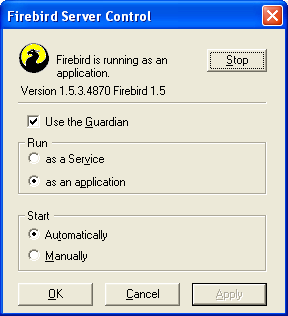 Firebird Server Control
Firebird is running as an
application.
Stop
Version 1.5.3.4870 Firebird 1.5
Use the Guardian
Run
as a Service
as an application
Start
Automatically
Manually
OK
Cancel
Apply